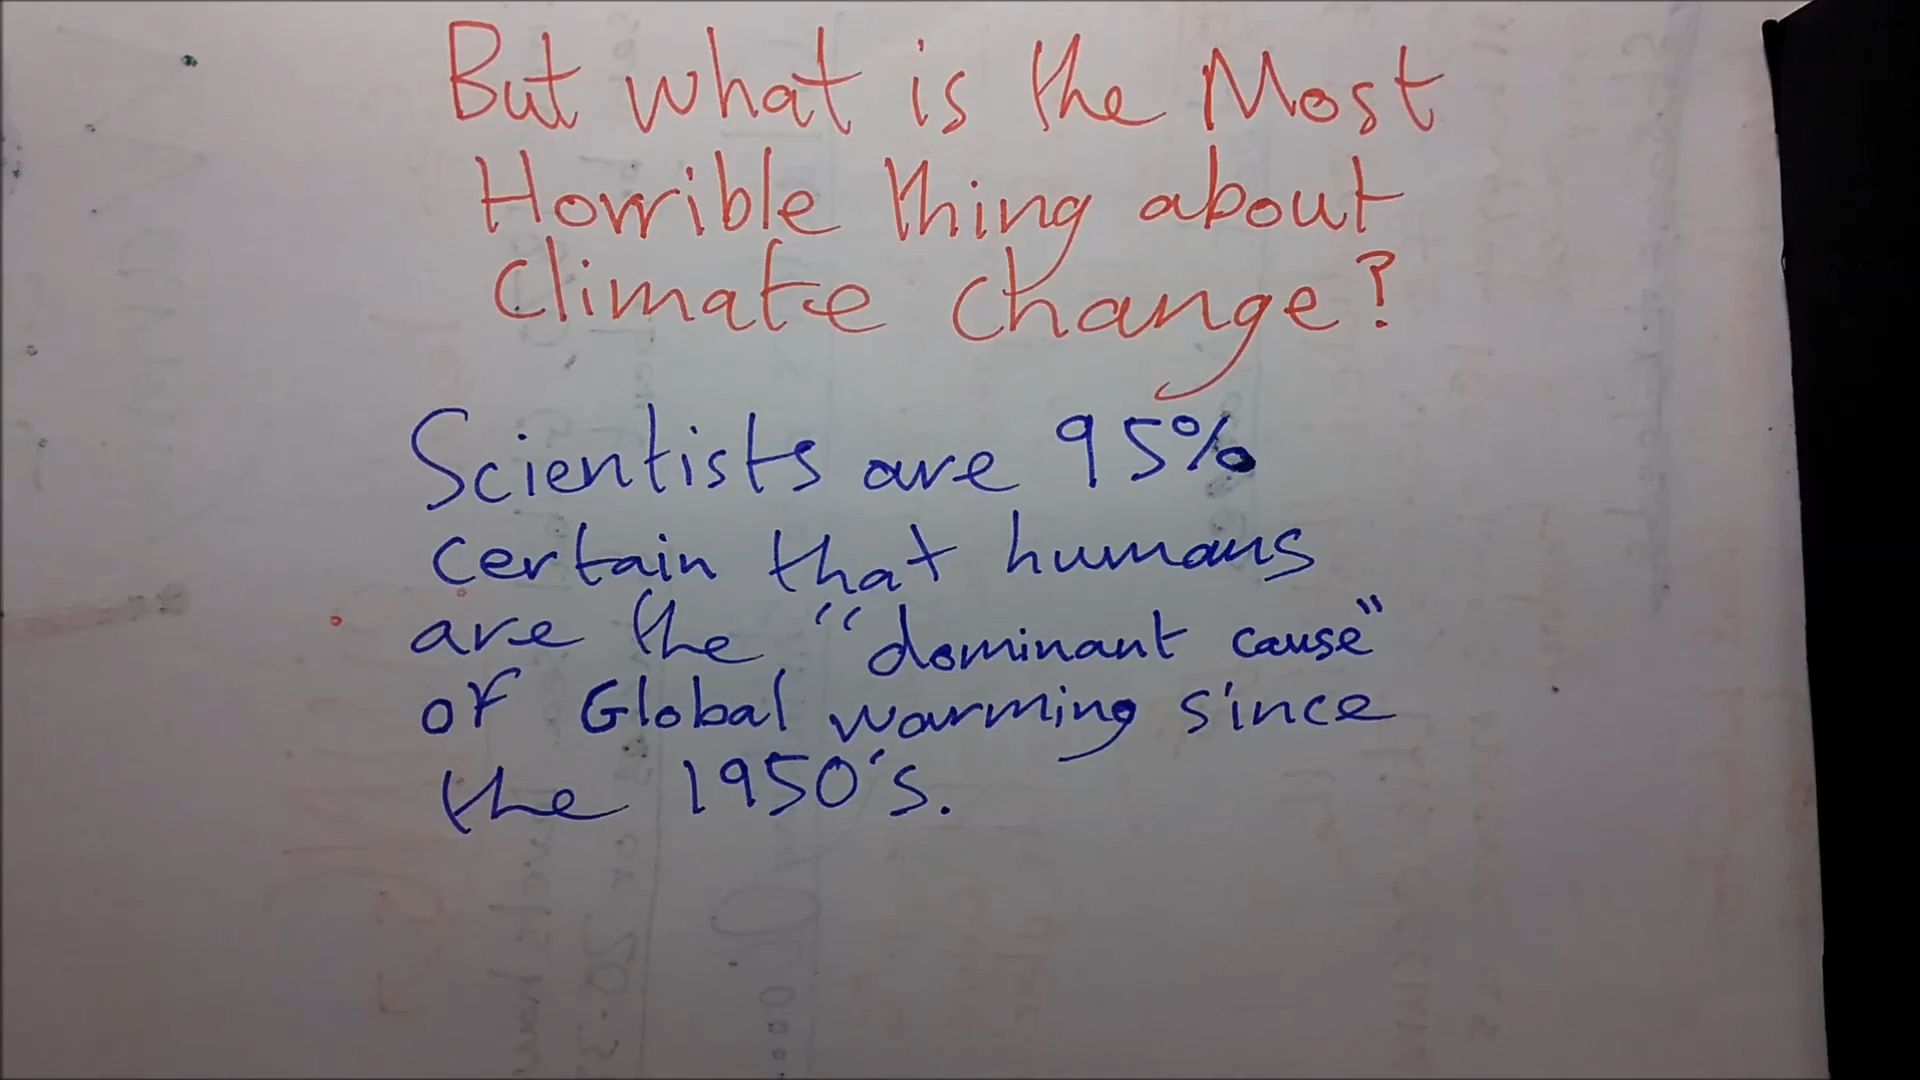 But what is the Most
Horrible thing about
Climate change?
Scientists are 95%
certain that humans
are the "dominant cause"
of Global warming since
the 1950's.